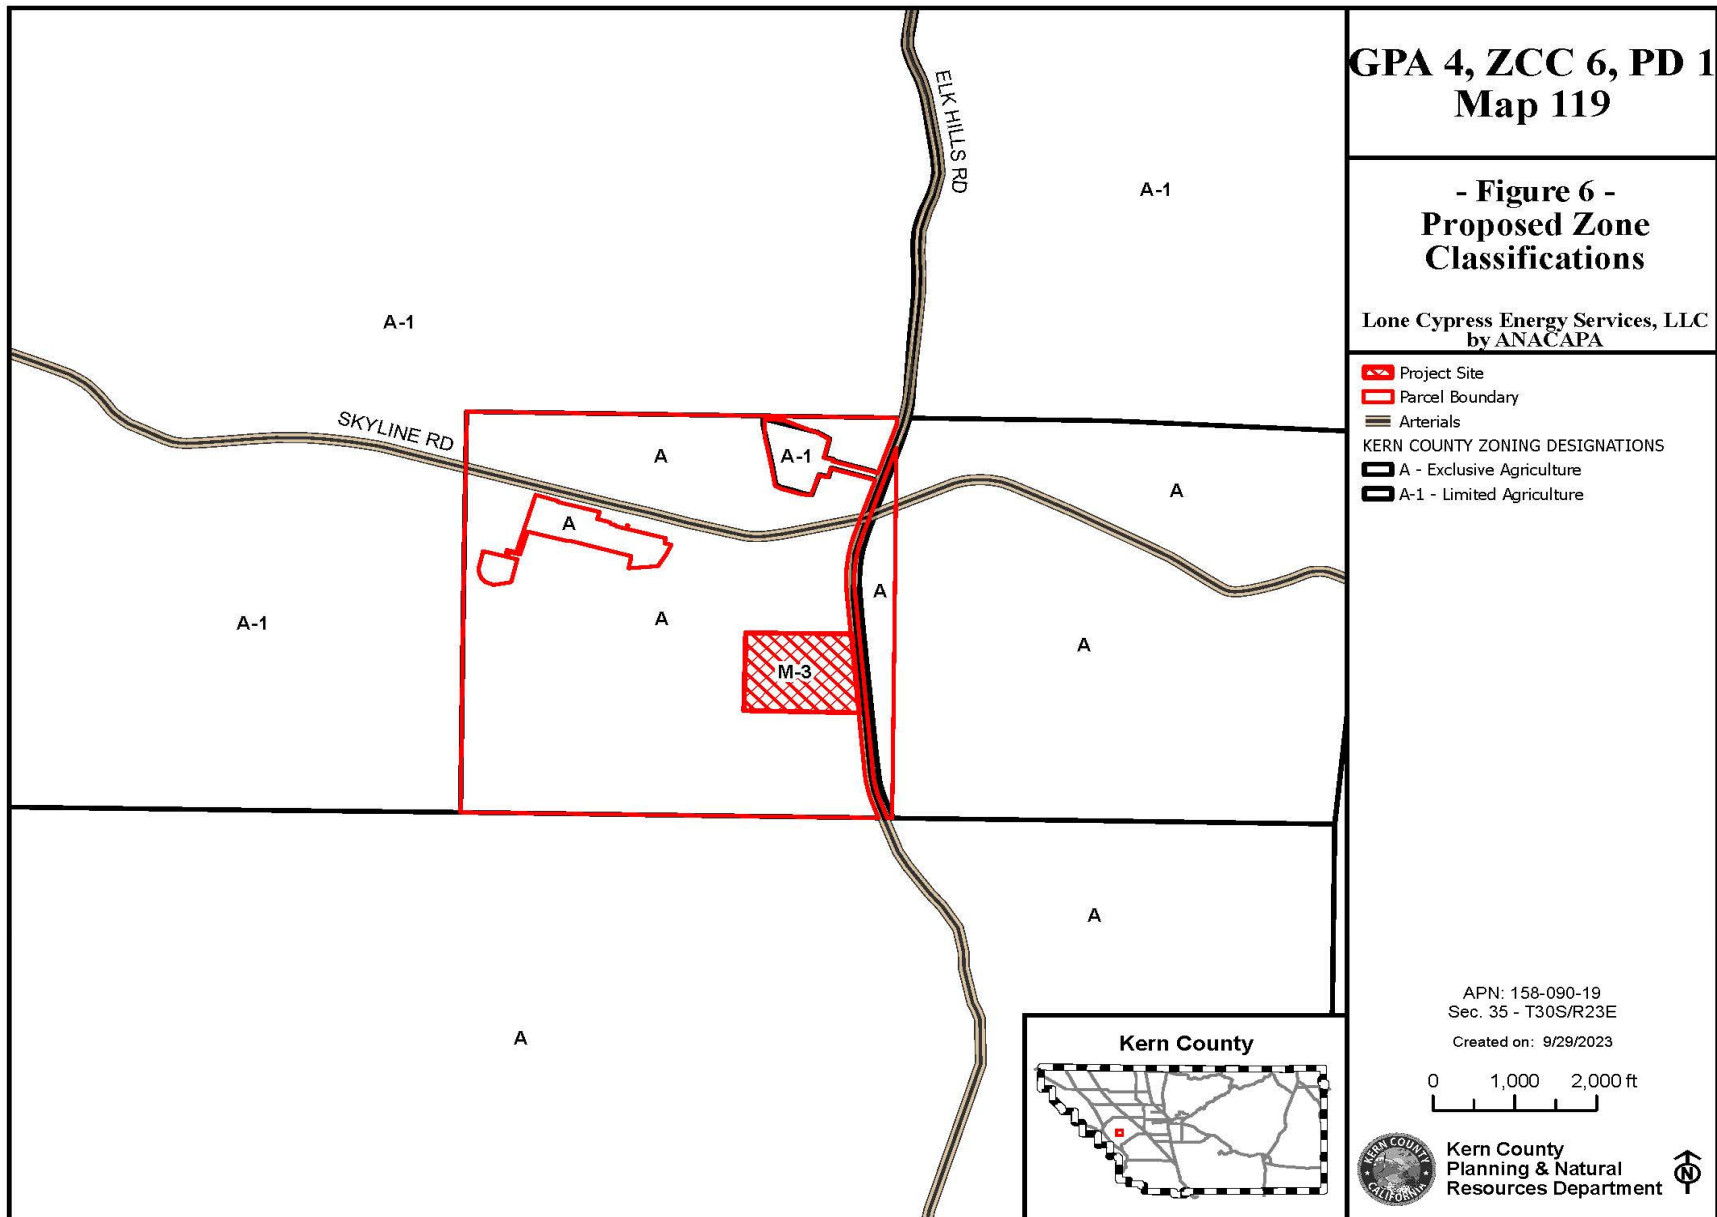 GPA 4, ZCC 6, PD 1
Map 119
- Figure 6 -
Proposed Zone
Classifications
Lone Cypress Energy Services, LLC
by ANACAPA
Project Site
Parcel Boundary
Arterials
KERN COUNTY ZONING DESIGNATIONS
A - Exclusive Agriculture
A-1 - Limited Agriculture
ELK HILLS RD
A-1
A-1
SKYLINE RD
A
A-1
A
A
A
A
A-1
A
M-3
A
A
A
Kern County
APN: 158-090-19
Sec. 35 - T30S/R23E
Created on: 9/29/2023
0 1,000 2,000 ft
KERN COUNTY
CALIFORNIA
Kern County
Planning & Natural
Resources Department
N